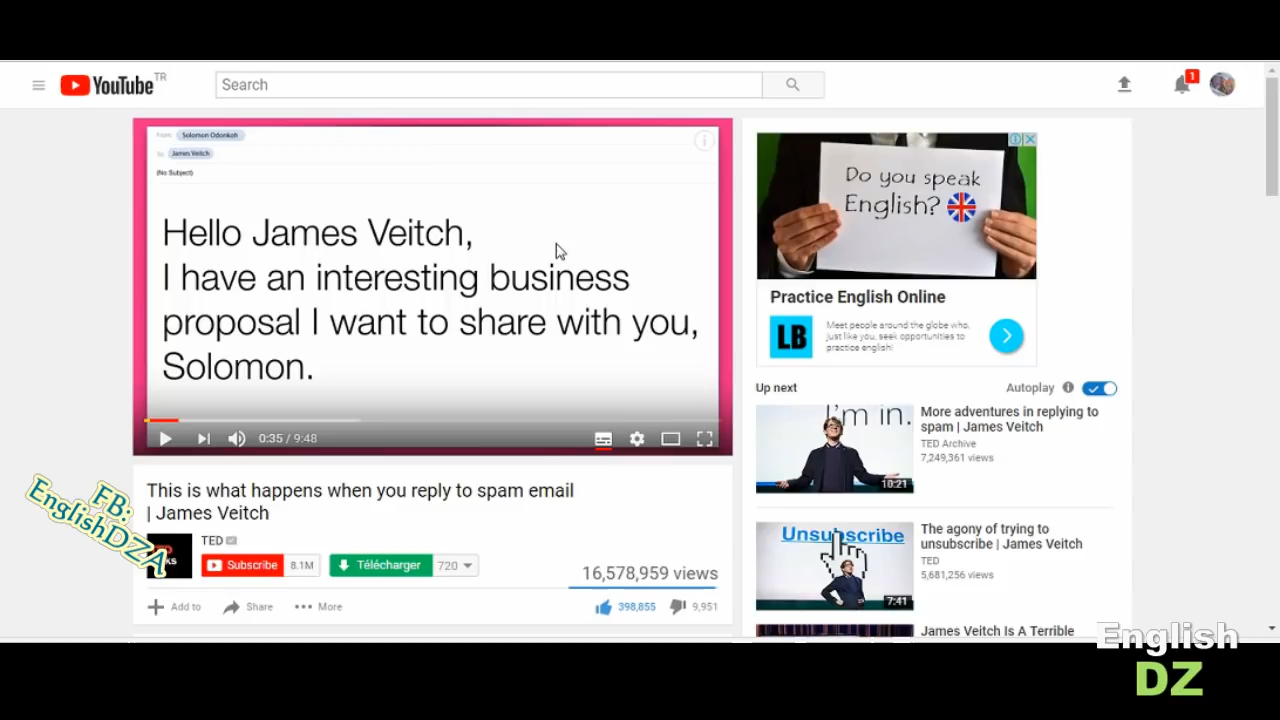 YouTube TR
Search
1
From: Solomon Odonkoh
To: James Veitch
(No Subject)
Hello James Veitch,
I have an interesting business
proposal I want to share with you,
Solomon.
0:35 / 9:48
This is what happens when you reply to spam email
| James Veitch
TED
Subscribe 8.1M
Télécharger 720
16,578,959 views
Add to
Share
More
398,855
9,951
Do you speak
English?
Practice English Online
LB
Meet people around the globe who,
just like you, seek opportunities to
practice english!
Up next
Autoplay
I'm in.
10:21
More adventures in replying to
spam | James Veitch
TED Archive
7,249,361 views
Unsubscribe
7:41
The agony of trying to
unsubscribe | James Veitch
TED
5,681,256 views
James Veitch Is A Terrible
FB:
EnglishDZA
English
DZ